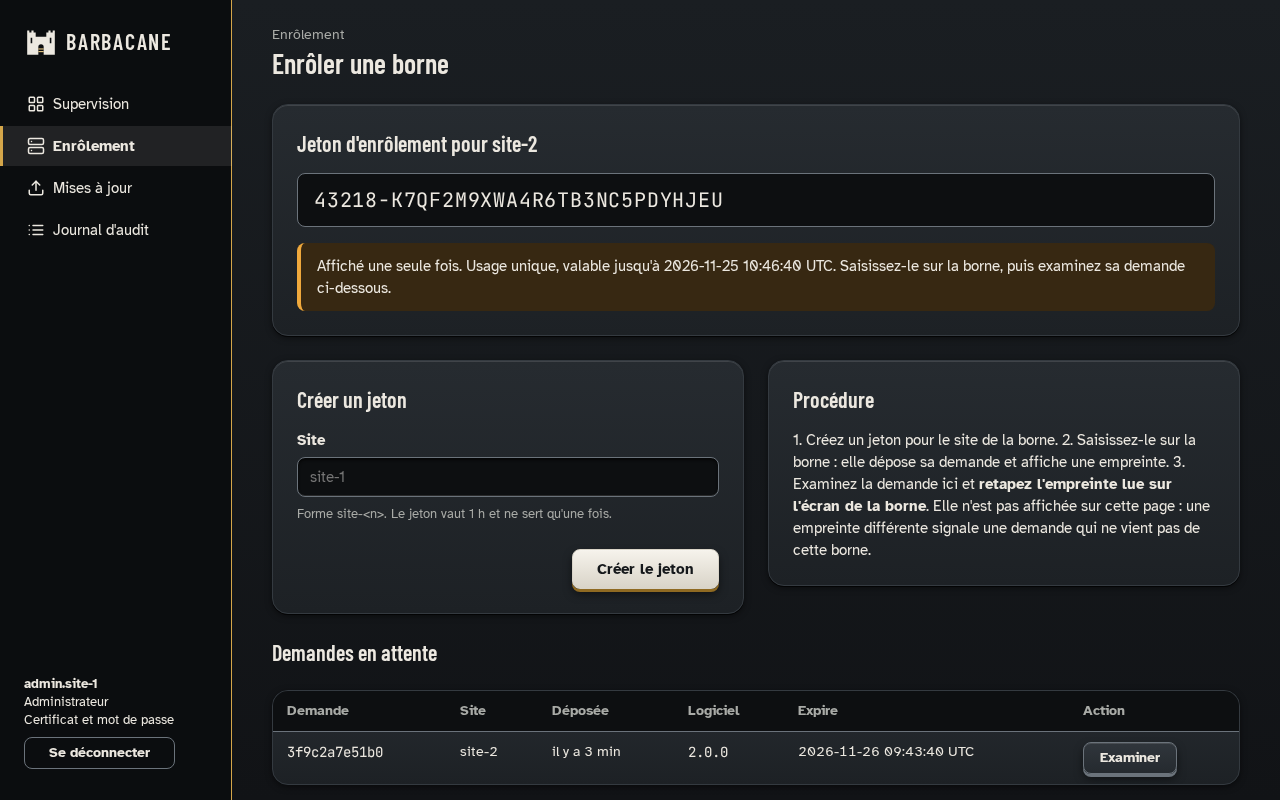 BARBACANE
Supervision
Enrôlement
Mises à jour
Journal d'audit
admin.site-1
Administrateur
Certificat et mot de passe
Se déconnecter
Enrôlement
Enrôler une borne
Jeton d'enrôlement pour site-2
43218-K7QF2M9XWA4R6TB3NC5PDYHJEU
Affiché une seule fois. Usage unique, valable jusqu'à 2026-11-25 10:46:40 UTC. Saisissez-le sur la borne, puis examinez sa demande
ci-dessous.
Créer un jeton
Site
site-1
Forme site-<n>. Le jeton vaut 1 h et ne sert qu'une fois.
Créer le jeton
Procédure
1. Créez un jeton pour le site de la borne. 2. Saisissez-le sur la
borne : elle dépose sa demande et affiche une empreinte. 3.
Examinez la demande ici et retapez l'empreinte lue sur
l'écran de la borne. Elle n'est pas affichée sur cette page : une
empreinte différente signale une demande qui ne vient pas de
cette borne.
Demandes en attente
Demande Site Déposée Logiciel Expire Action
3f9c2a7e51b0 site-2 il y a 3 min 2.0.0 2026-11-26 09:43:40 UTC Examiner